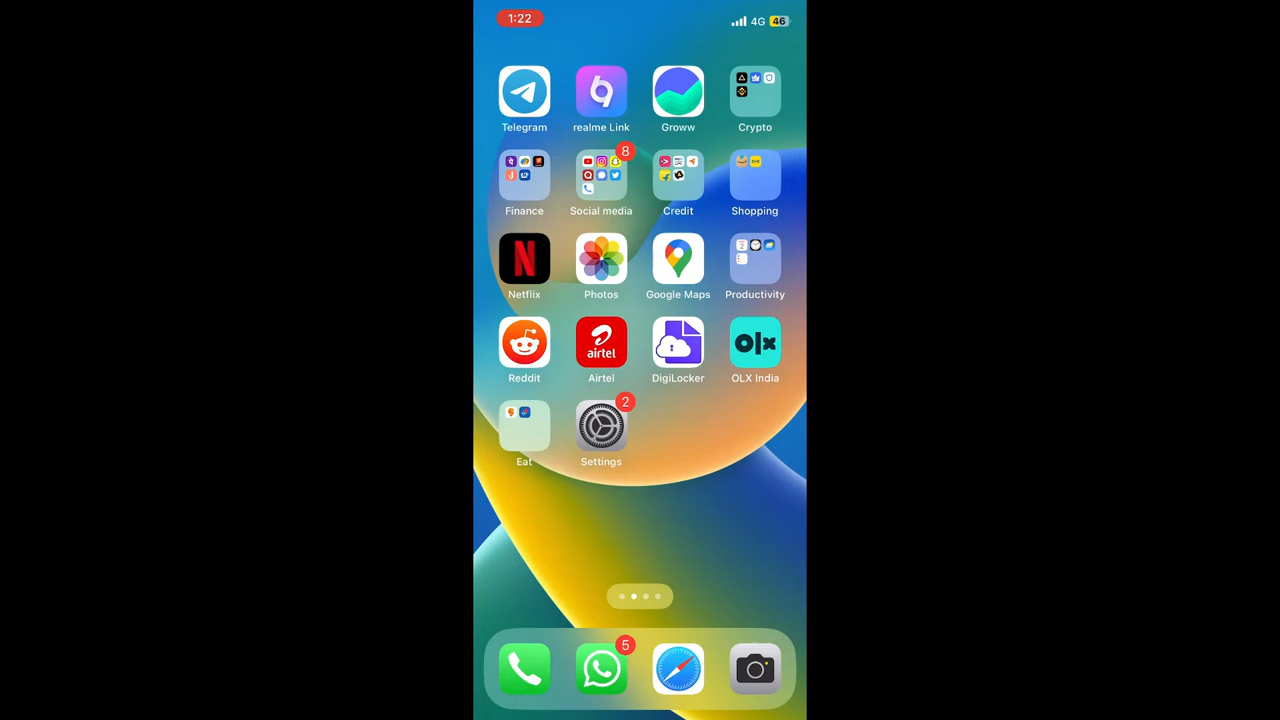 1:22
4G 46
Telegram realme Link Groww Crypto
8
Finance Social media Credit Shopping
Netflix Photos Google Maps Productivity
airtel olx
Reddit Airtel DigiLocker OLX India
2
Eat Settings
5